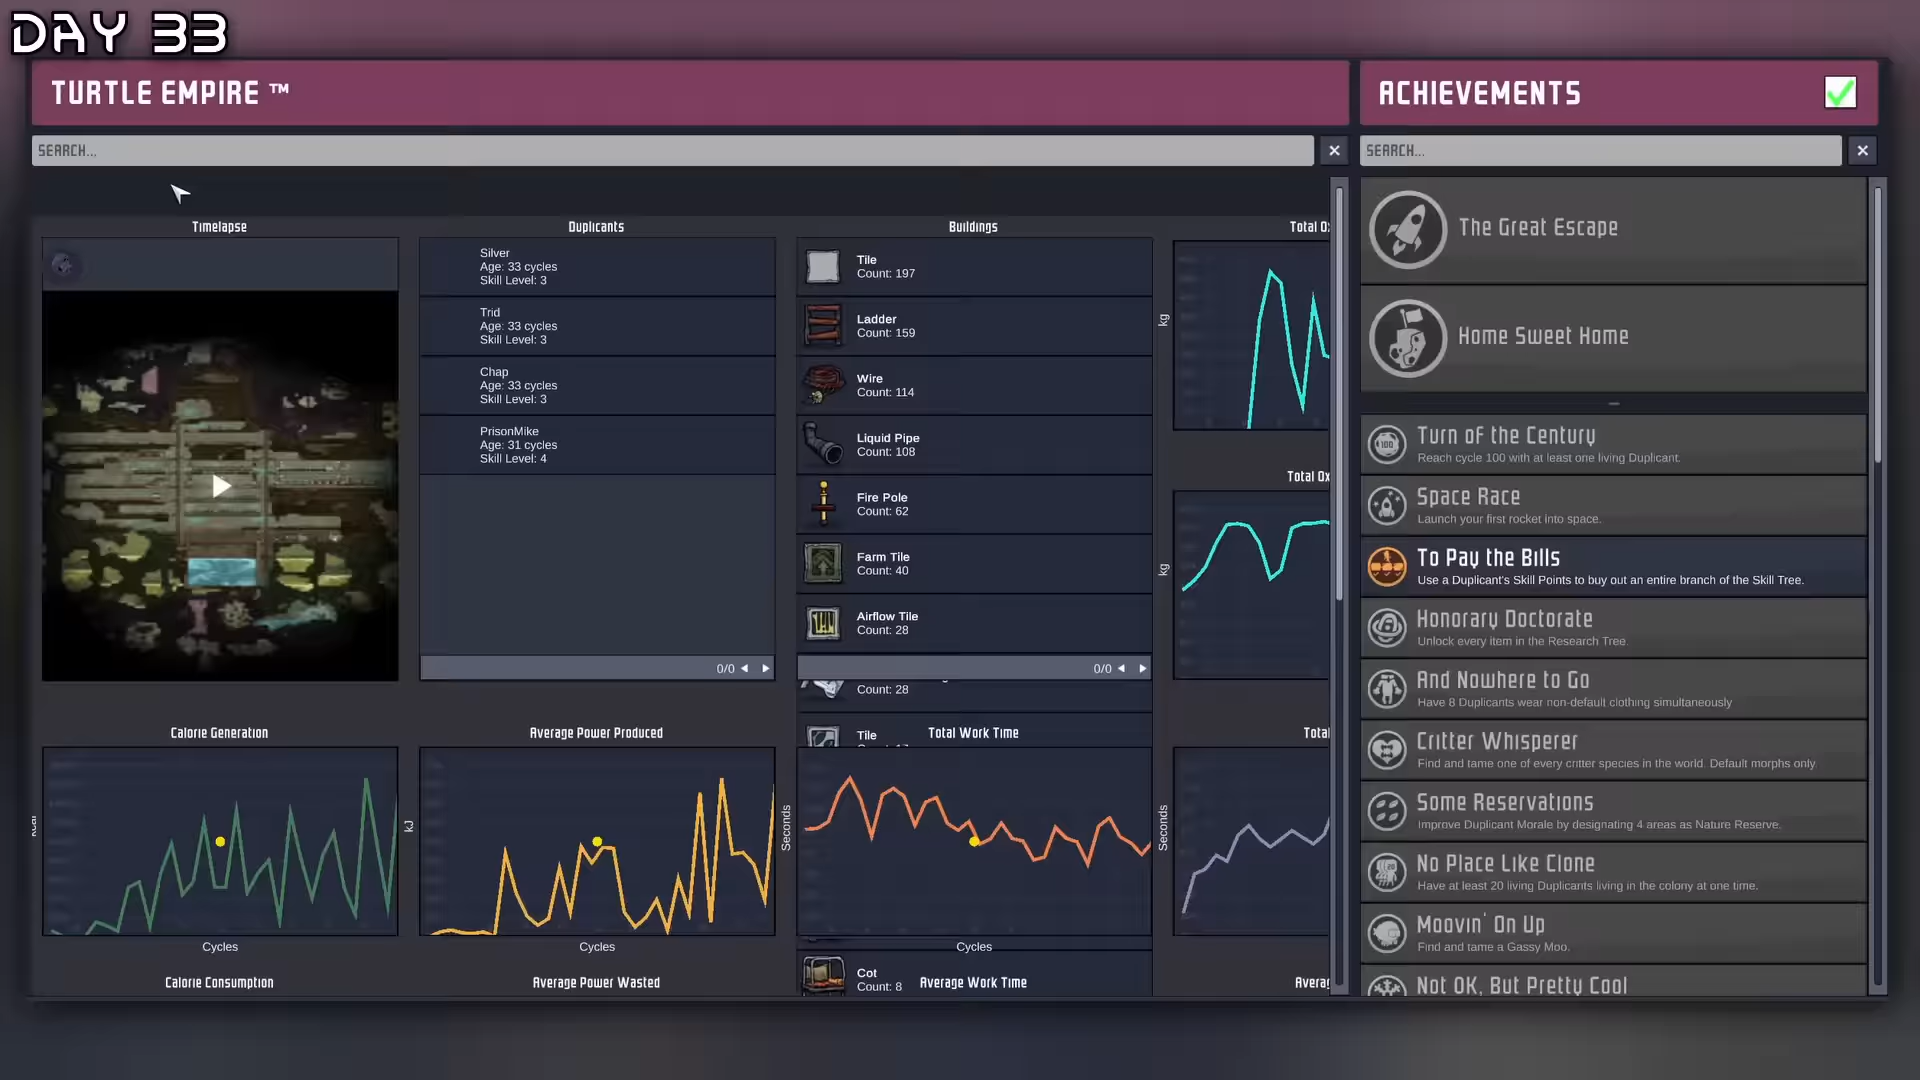 DAY 33
TURTLE EMPIRE ™
ACHIEVEMENTS
SEARCH...
SEARCH...
Timelapse
Duplicants
Silver
Age: 33 cycles
Skill Level: 3
Trid
Age: 33 cycles
Skill Level: 3
Chap
Age: 33 cycles
Skill Level: 3
PrisonMike
Age: 31 cycles
Skill Level: 4
0/0
Buildings
Tile
Count: 197
Ladder
Count: 159
Wire
Count: 114
Liquid Pipe
Count: 108
Fire Pole
Count: 62
Farm Tile
Count: 40
Airflow Tile
Count: 28
0/0
Count: 28
Tile
Total O
kg
Total Ox
kg
Calorie Generation
Cycles
Average Power Produced
kJ
Cycles
Total Work Time
Seconds
Cycles
Total
Seconds
Calorie Consumption
Average Power Wasted
Cot
Count: 8
Average Work Time
Averag
The Great Escape
Home Sweet Home
Turn of the Century
Reach cycle 100 with at least one living Duplicant.
Space Race
Launch your first rocket into space.
To Pay the Bills
Use a Duplicant's Skill Points to buy out an entire branch of the Skill Tree.
Honorary Doctorate
Unlock every item in the Research Tree.
And Nowhere to Go
Have 8 Duplicants wear non-default clothing simultaneously
Critter Whisperer
Find and tame one of every critter species in the world. Default morphs only.
Some Reservations
Improve Duplicant Morale by designating 4 areas as Nature Reserve.
No Place Like Clone
Have at least 20 living Duplicants living in the colony at one time.
Moovin' On Up
Find and tame a Gassy Moo.
Not OK, But Pretty Cool